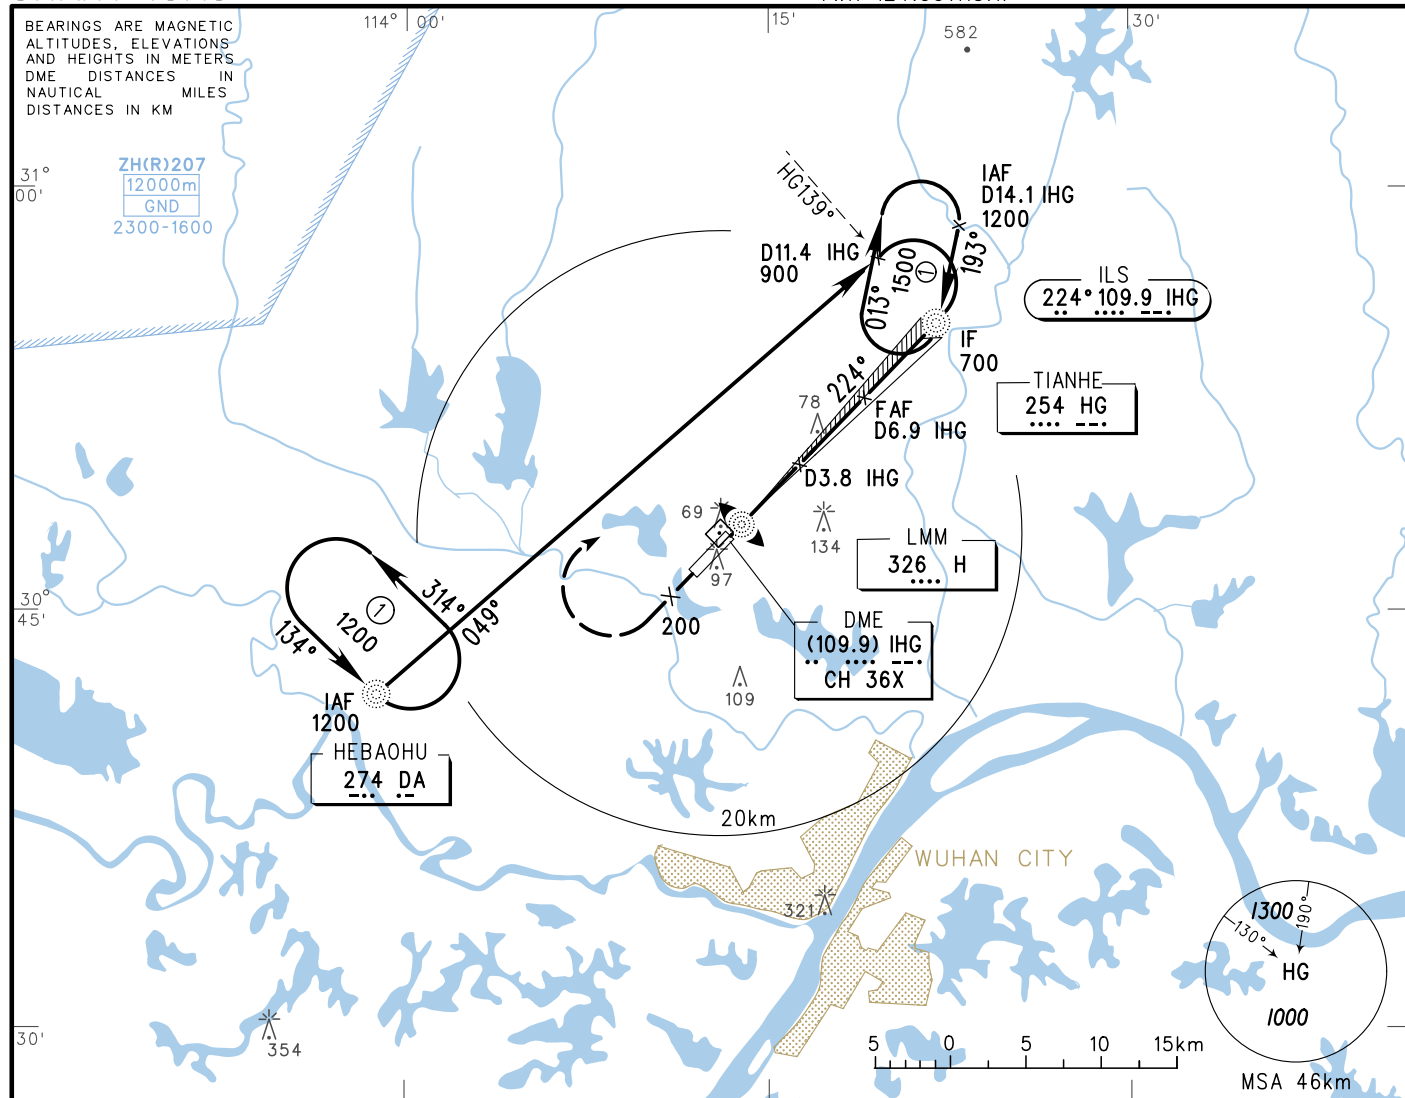 114° 00'
15'
30'
BEARINGS ARE MAGNETIC
ALTITUDES, ELEVATIONS
AND HEIGHTS IN METERS
DME DISTANCES IN
NAUTICAL MILES
DISTANCES IN KM
582
ZH(R)207
12000m
GND
2300-1600
31°
00'
HG139°
IAF
D14.1 IHG
1200
193°
D11.4 IHG
900
013°
1500
1
ILS
224° 109.9 IHG
IF
700
TIANHE
254 HG
224°
78
FAF
D6.9 IHG
D3.8 IHG
69
134
97
LMM
326 H
30°
45'
314°
049°
1
1200
134°
200
DME
(109.9) IHG
CH 36X
109
IAF
1200
HEBAOHU
274 DA
20km
WUHAN CITY
321
1300
130°
190°
HG
1000
30'
354
5 0 5 10 15km
MSA 46km